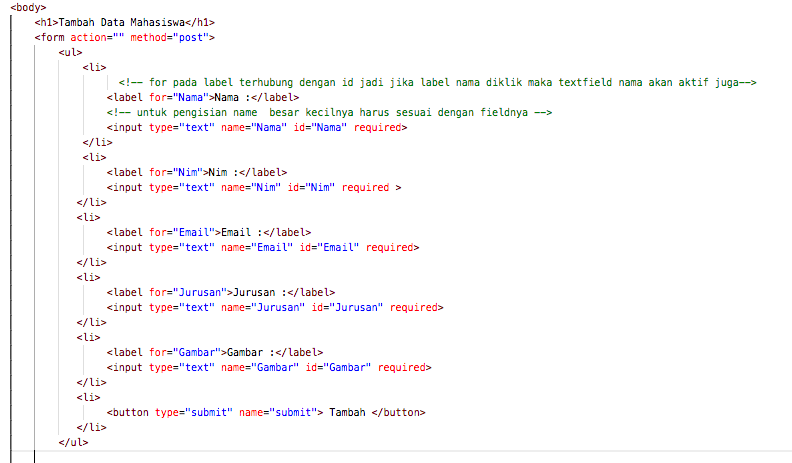 <body>
<h1>Tambah Data Mahasiswa</h1>
<form action="" method="post">
<ul>
<li>
<!-- for pada label terhubung dengan id jadi jika label nama diklik maka textfield nama akan aktif juga-->
<label for="Nama">Nama :</label>
<!-- untuk pengisian name  besar kecilnya harus sesuai dengan fieldnya -->
<input type="text" name="Nama" id="Nama" required>
</li>
<li>
<label for="Nim">Nim :</label>
<input type="text" name="Nim" id="Nim" required >
</li>
<li>
<label for="Email">Email :</label>
<input type="text" name="Email" id="Email" required>
</li>
<li>
<label for="Jurusan">Jurusan :</label>
<input type="text" name="Jurusan" id="Jurusan" required>
</li>
<li>
<label for="Gambar">Gambar :</label>
<input type="text" name="Gambar" id="Gambar" required>
</li>
<li>
<button type="submit" name="submit"> Tambah </button>
</li>
</ul>